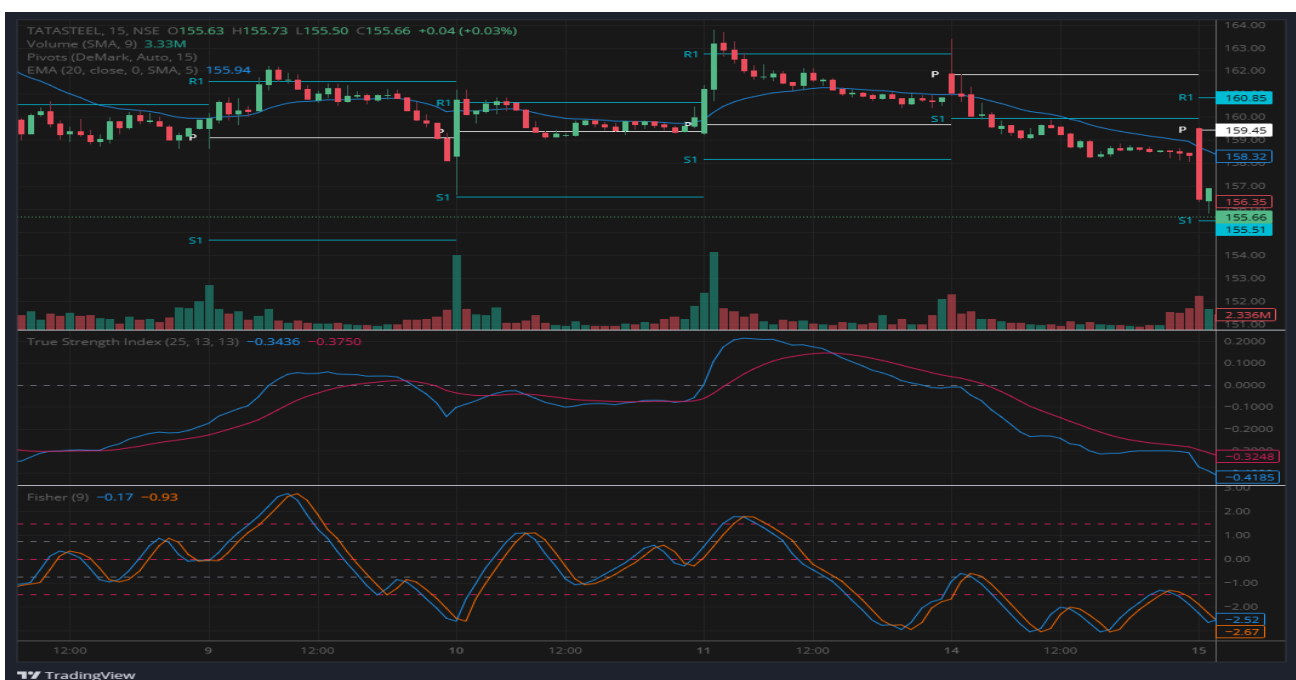 TATASTEEL, 15, NSE O155.63 H155.73 L155.50 C155.66 +0.04 (+0.03%)
Volume (SMA, 9) 3.33M
Pivots (DeMark, Auto, 15)
EMA (20, close, 0, SMA, 5) 155.94
R1
R1
R1
P
R1
P
P
P
S1
P
S1
S1
S1
S1
164.00
163.00
162.00
160.85
160.00
159.45
159.00
158.32
157.00
156.35
155.66
155.51
154.00
153.00
152.00
2.336M
151.00
True Strength Index (25, 13, 13) −0.3436 −0.3750
0.2000
0.1000
0.0000
−0.1000
−0.2000
−0.3248
−0.4185
Fisher (9) −0.17 −0.93
3.00
2.00
1.00
0.00
−1.00
−2.00
−2.52
−2.67
12:00 9 12:00 10 12:00 11 12:00 14 12:00 15
TradingView